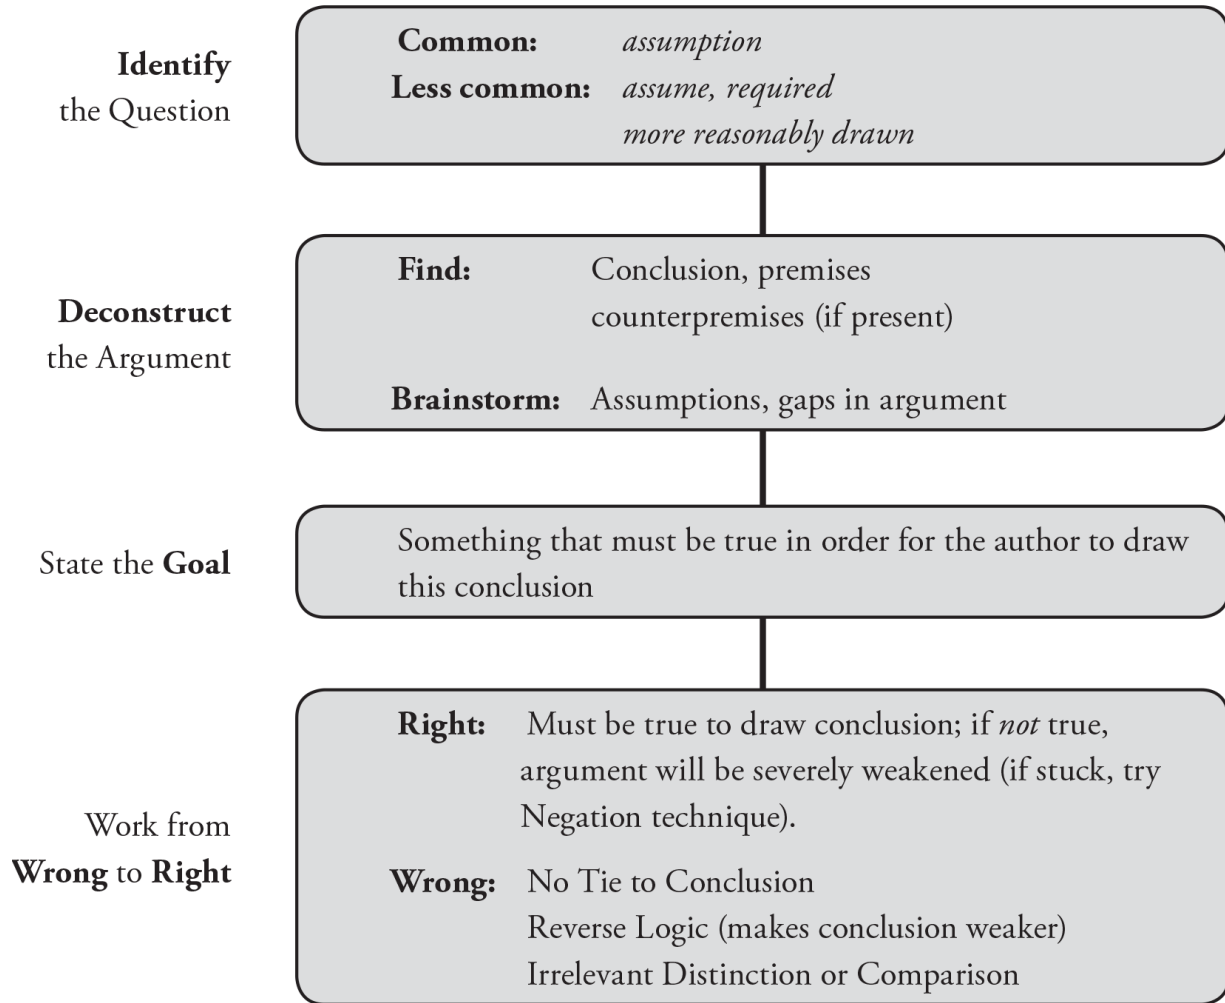 Identify
the Question
Common: assumption
Less common: assume, required
more reasonably drawn
Deconstruct
the Argument
Find: Conclusion, premises
counterpremises (if present)
Brainstorm: Assumptions, gaps in argument
State the Goal
Something that must be true in order for the author to draw
this conclusion
Work from
Wrong to Right
Right: Must be true to draw conclusion; if not true,
argument will be severely weakened (if stuck, try
Negation technique).
Wrong: No Tie to Conclusion
Reverse Logic (makes conclusion weaker)
Irrelevant Distinction or Comparison